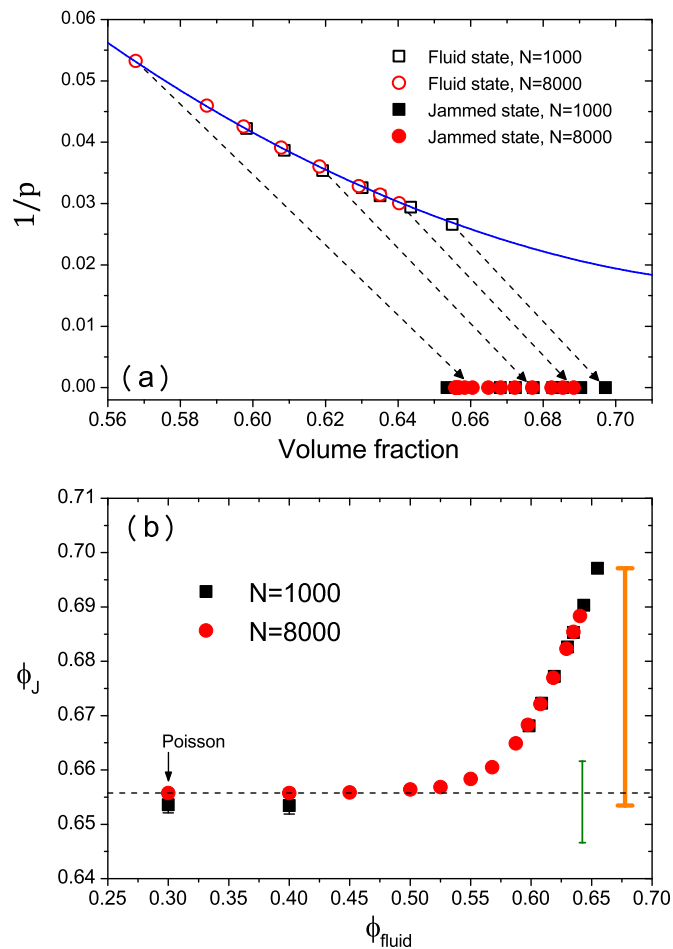 0.06
0.05
0.04
0.03
0.02
0.01
0.00
1/p
Fluid state, N=1000
Fluid state, N=8000
Jammed state, N=1000
Jammed state, N=8000
(a)
0.56 0.58 0.60 0.62 0.64 0.66 0.68 0.70
Volume fraction
0.71
0.70
0.69
0.68
0.67
0.66
0.65
0.64
ϕJ
(b)
N=1000
N=8000
Poisson
0.25 0.30 0.35 0.40 0.45 0.50 0.55 0.60 0.65 0.70
ϕfluid